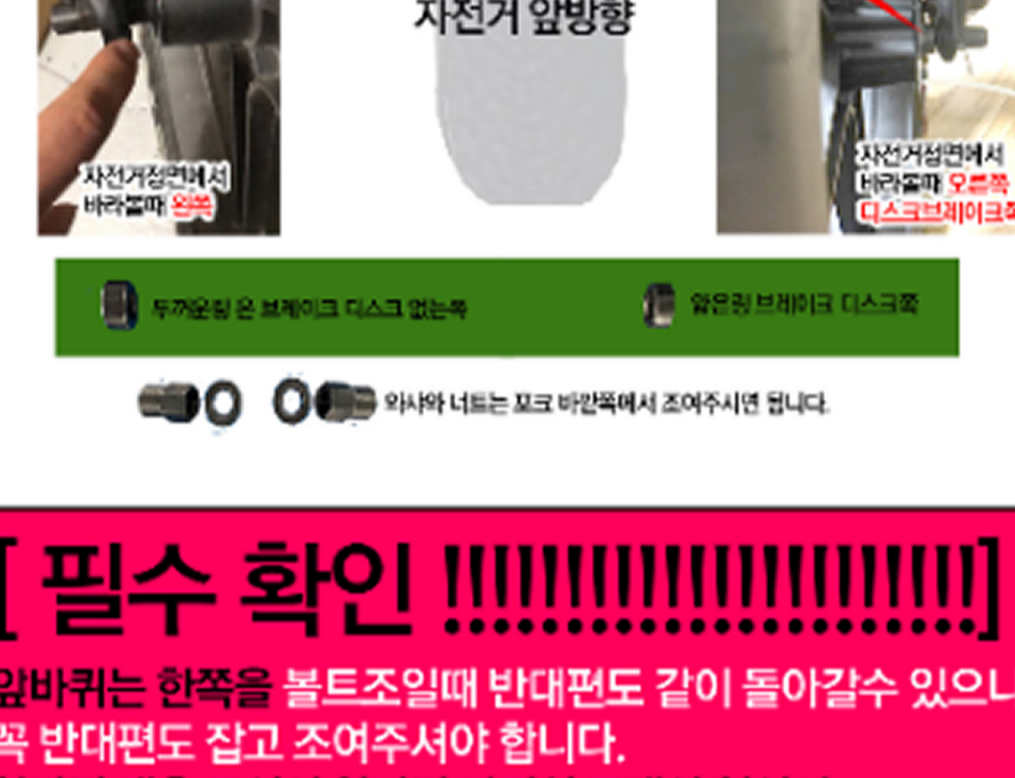 자전거 앞방향
자전거정면에서
바라볼때 왼쪽
자전거정면에서
바라볼때 오른쪽
디스크브레이크쪽
두꺼운링 은 브레이크 디스크 없는쪽
얇은링 브레이크 디스크쪽
와샤와 너트는 포크 바깥쪽에서 조여주시면 됩니다.
[ 필수 확인 !!!!!!!!!!!!!!!!!!!!!!]
앞바퀴는 한쪽을 볼트조일때 반대편도 같이 돌아갈수
꼭 반대편도 잡고 조여주셔야 합니다.